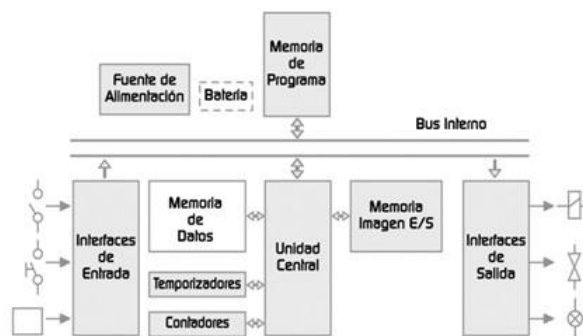 Memoria
de
Programa
Fuente de
Alimentación
Batería
Bus Interno
Interfaces
de
Entrada
Memoria
de
Datos
Temporizadores
Contadores
Unidad
Central
Memoria
Imagen E/S
Interfaces
de
Salida